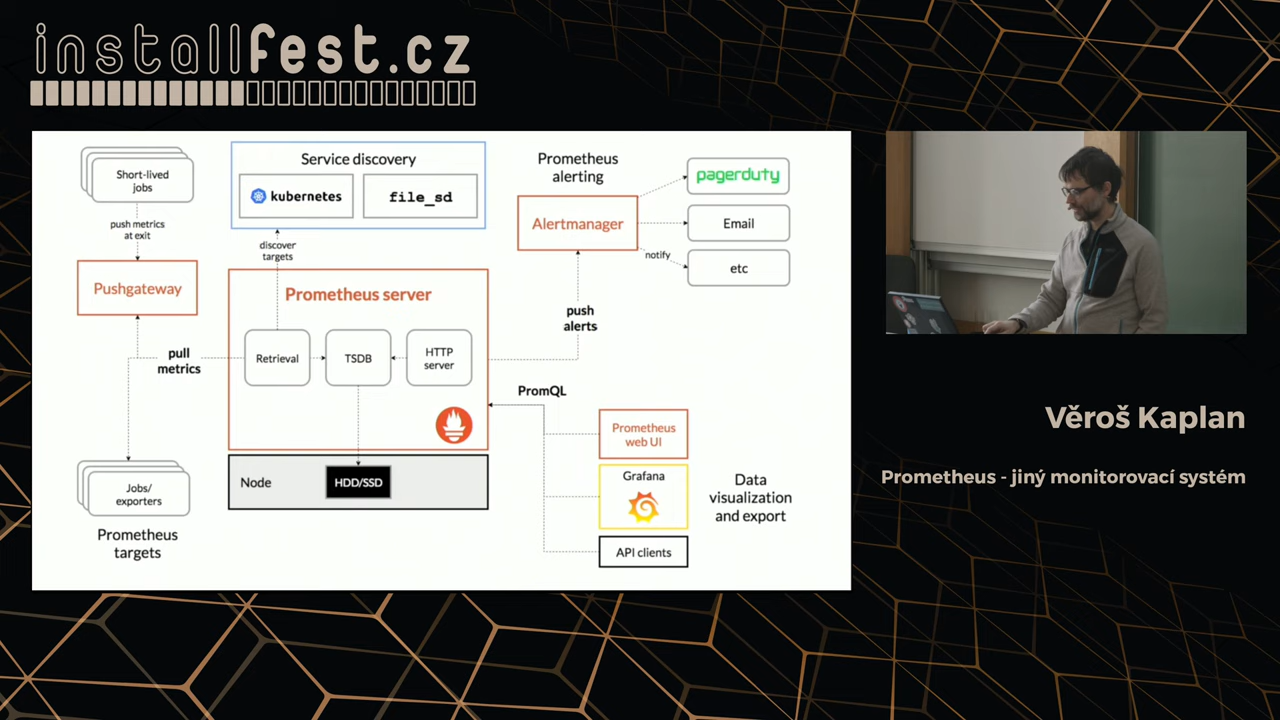 installfest.cz
Short-lived
jobs
push metrics
at exit
Pushgateway
pull
metrics
Jobs/
exporters
Prometheus
targets
Service discovery
kubernetes
file_sd
discover
targets
Prometheus server
Retrieval
TSDB
HTTP
server
Node
HDD/SSD
Prometheus
alerting
Alertmanager
pagerduty
Email
etc
notify
push
alerts
PromQL
Prometheus
web UI
Grafana
API clients
Data
visualization
and export
Věroš Kaplan
Prometheus - jiný monitorovací systém